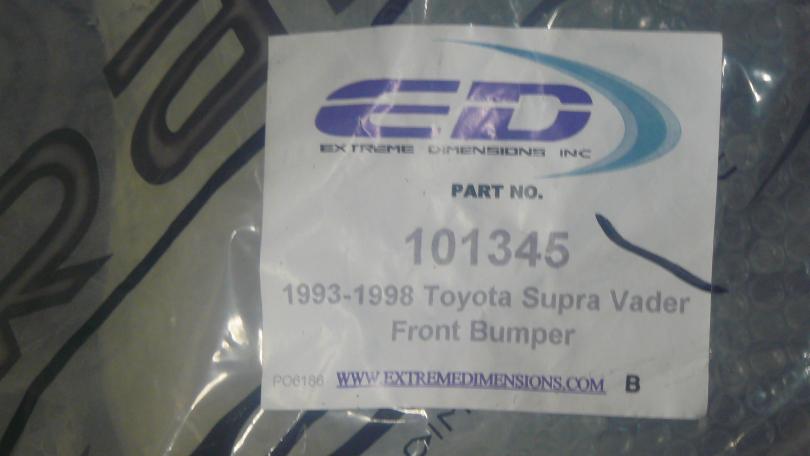 ED
EXTREME DIMENSIONS INC
PART NO.
101345
1993-1998 Toyota Supra Vader
Front Bumper
PO6186 WWW.EXTREMEDIMENSIONS.COM B